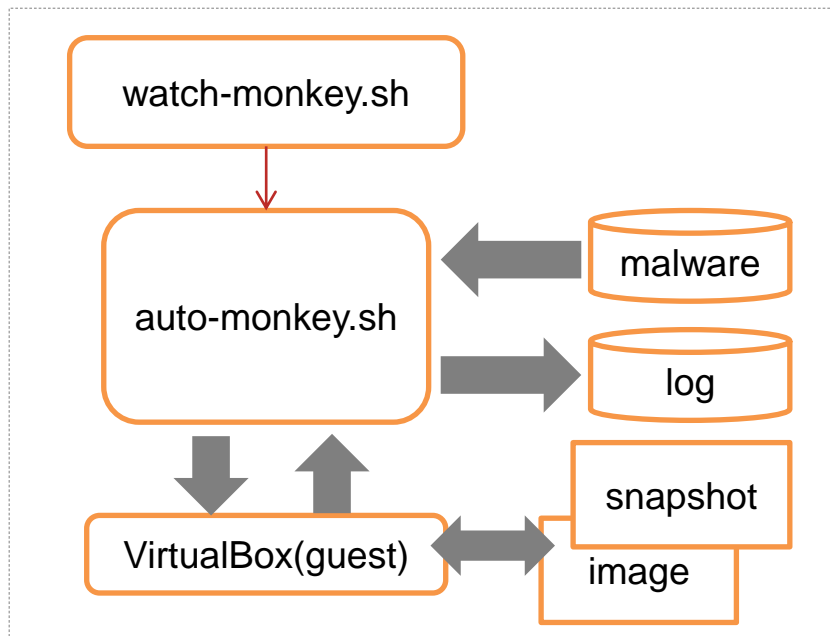 watch-monkey.sh
auto-monkey.sh
malware
log
VirtualBox(guest)
snapshot
image